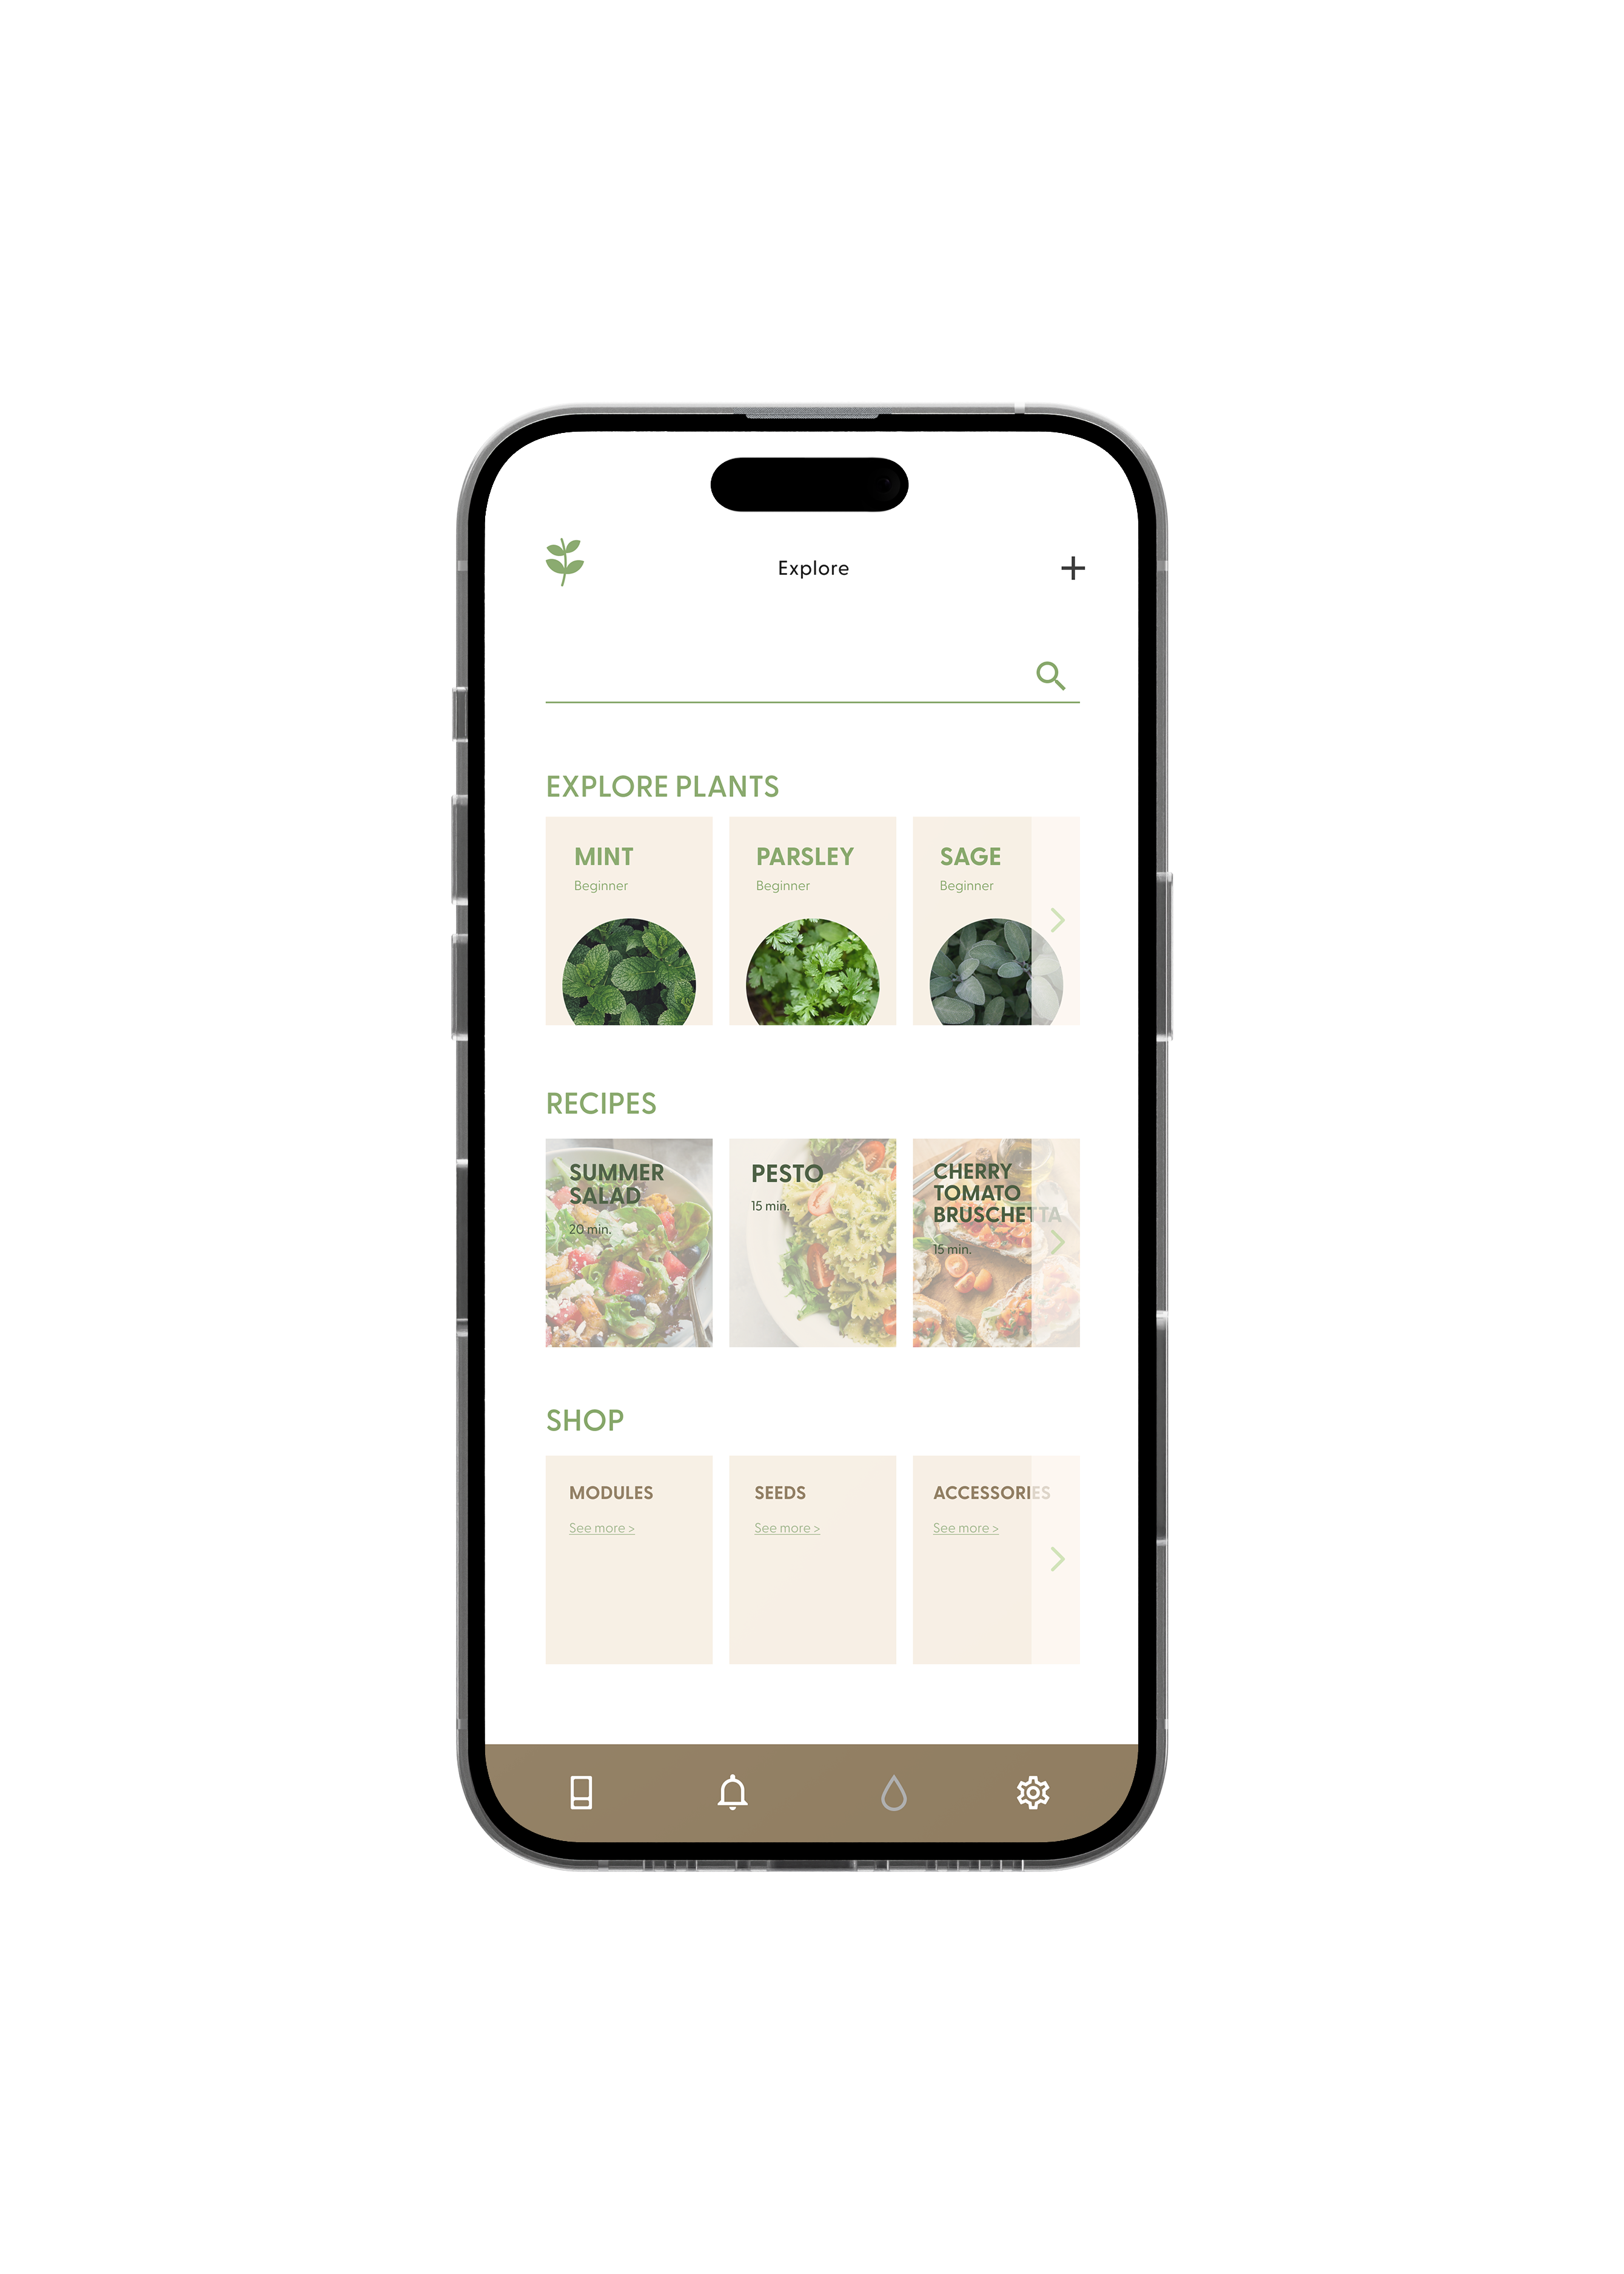 Explore
EXPLORE PLANTS
MINT
Beginner
PARSLEY
Beginner
SAGE
Beginner
RECIPES
SUMMER
SALAD
20 min.
PESTO
15 min.
CHERRY
TOMATO
BRUSCHETTA
15 min.
SHOP
MODULES
See more >
SEEDS
See more >
ACCESSORIES
See more >